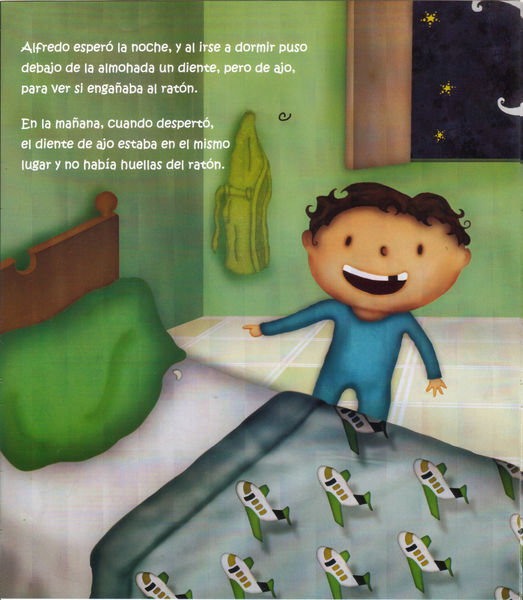 Alfredo esperó la noche, y al irse a dormir puso
debajo de la almohada un diente, pero de ajo,
para ver si engañaba al ratón.
En la mañana, cuando despertó,
el diente de ajo estaba en el mismo
lugar y no había huellas del ratón.